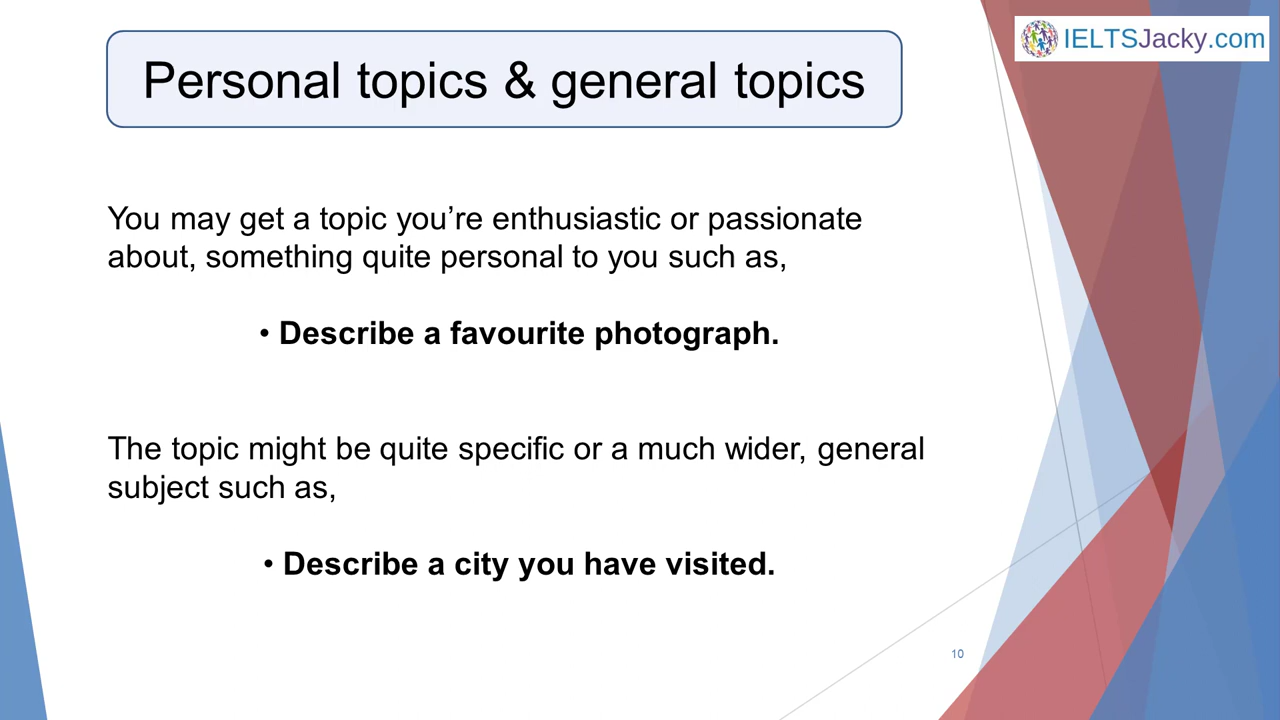 IELTSJacky.com
Personal topics & general topics
You may get a topic you’re enthusiastic or passionate
about, something quite personal to you such as,
• Describe a favourite photograph.
The topic might be quite specific or a much wider, general
subject such as,
• Describe a city you have visited.
10